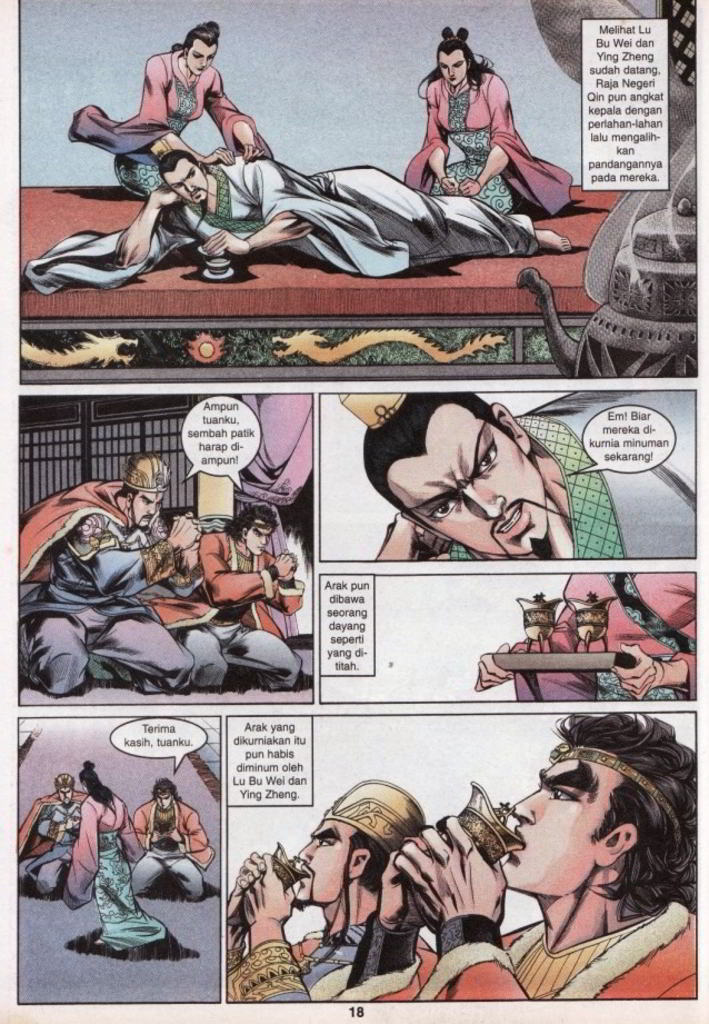 Melihat Lu
Bu Wei dan
Ying Zheng
sudah datang,
Raja Negeri
Qin pun angkat
kepala dengan
perlahan-lahan
lalu mengalih-
kan
pandangannya
pada mereka.
Ampun
tuanku,
sembah patik
harap di-
ampun!
Em! Biar
mereka di-
kurnia minuman
sekarang!
Arak pun
dibawa
seorang
dayang
seperti
yang di-
titah.
Terima
kasih, tuanku.
Arak yang
dikurniakan itu
pun habis
diminum oleh
Lu Bu Wei dan
Ying Zheng.
18